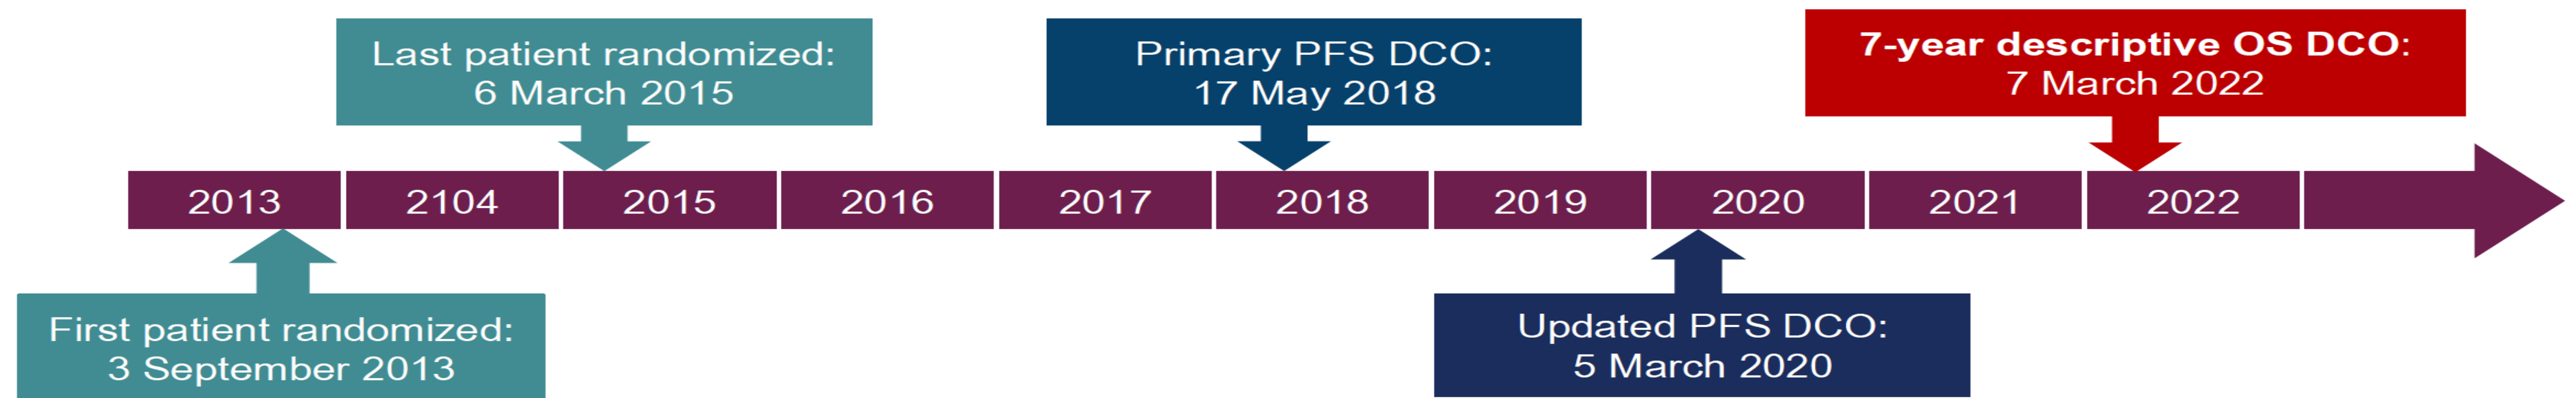 Last patient randomized:
6 March 2015
Primary PFS DCO:
17 May 2018
7-year descriptive OS DCO:
7 March 2022
2013
2104
2015
2016
2017
2018
2019
2020
2021
2022
First patient randomized:
3 September 2013
Updated PFS DCO:
5 March 2020